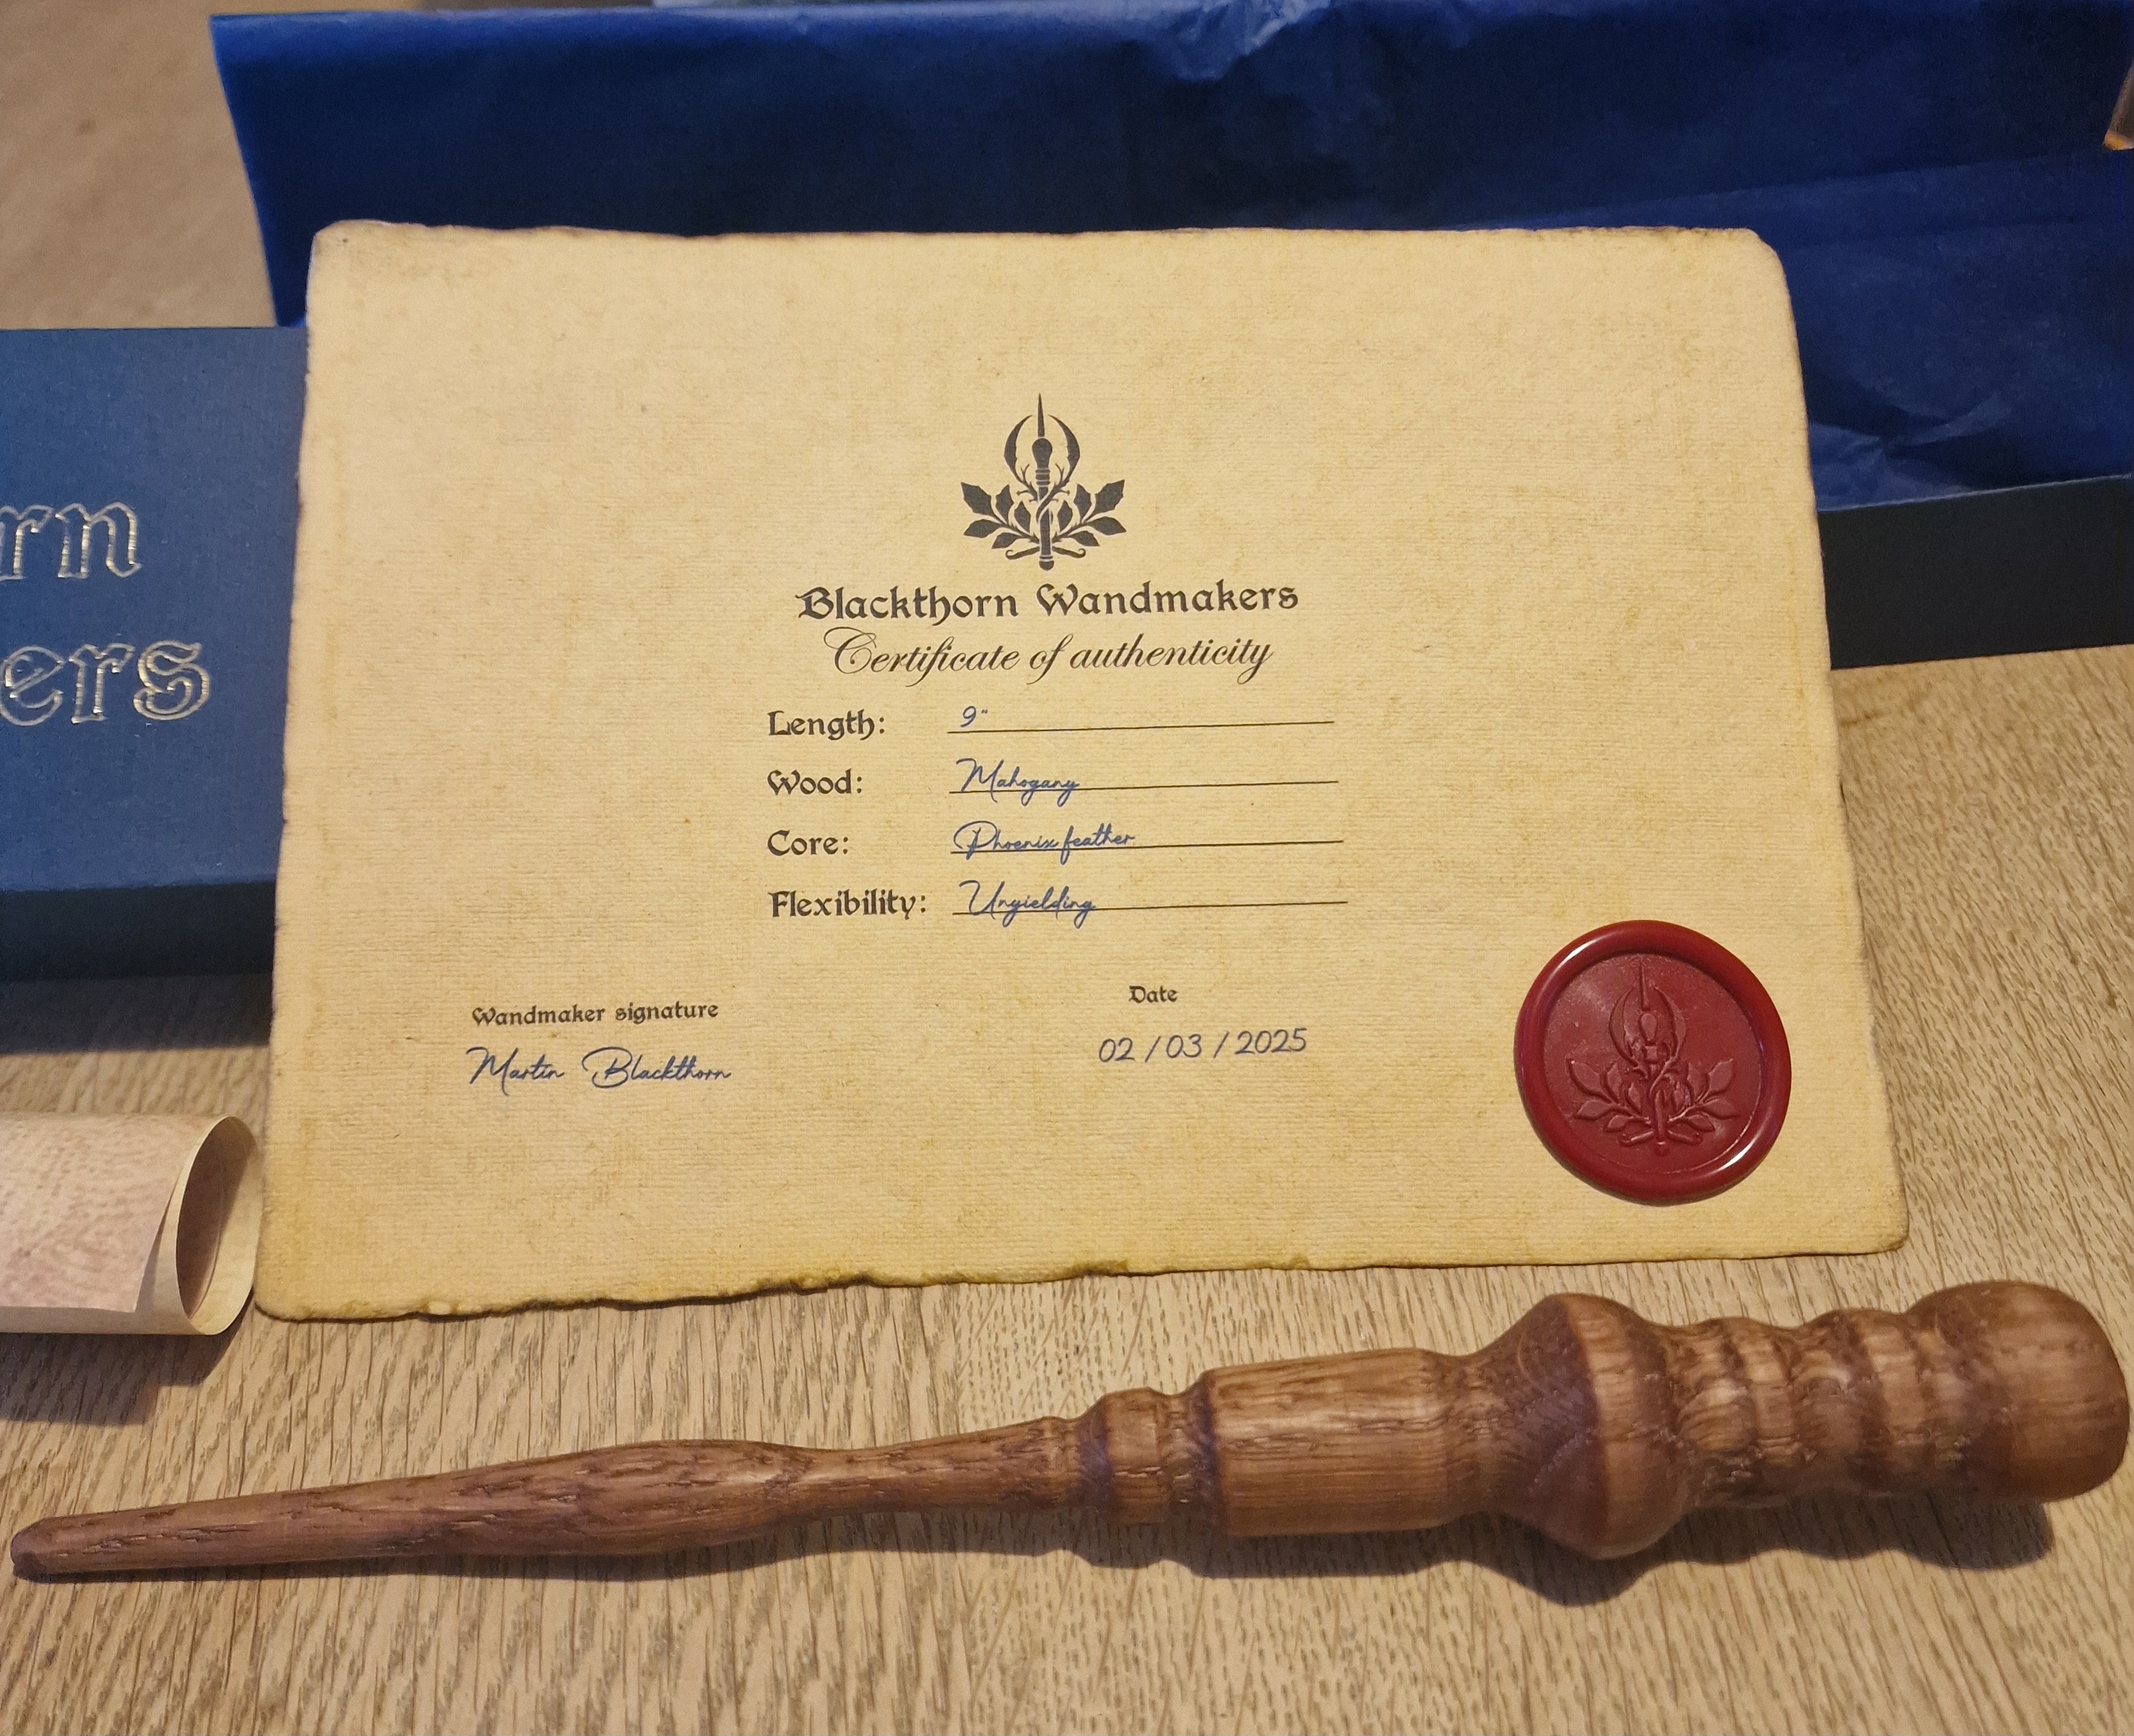 rn
ers
Blackthorn Wandmakers
Certificate of authenticity
Length: 9"
Wood: Mahogany
Core: Phoenix feather
Flexibility: Unyielding
Wandmaker signature
Martin Blackthorn
Date
02 / 03 / 2025